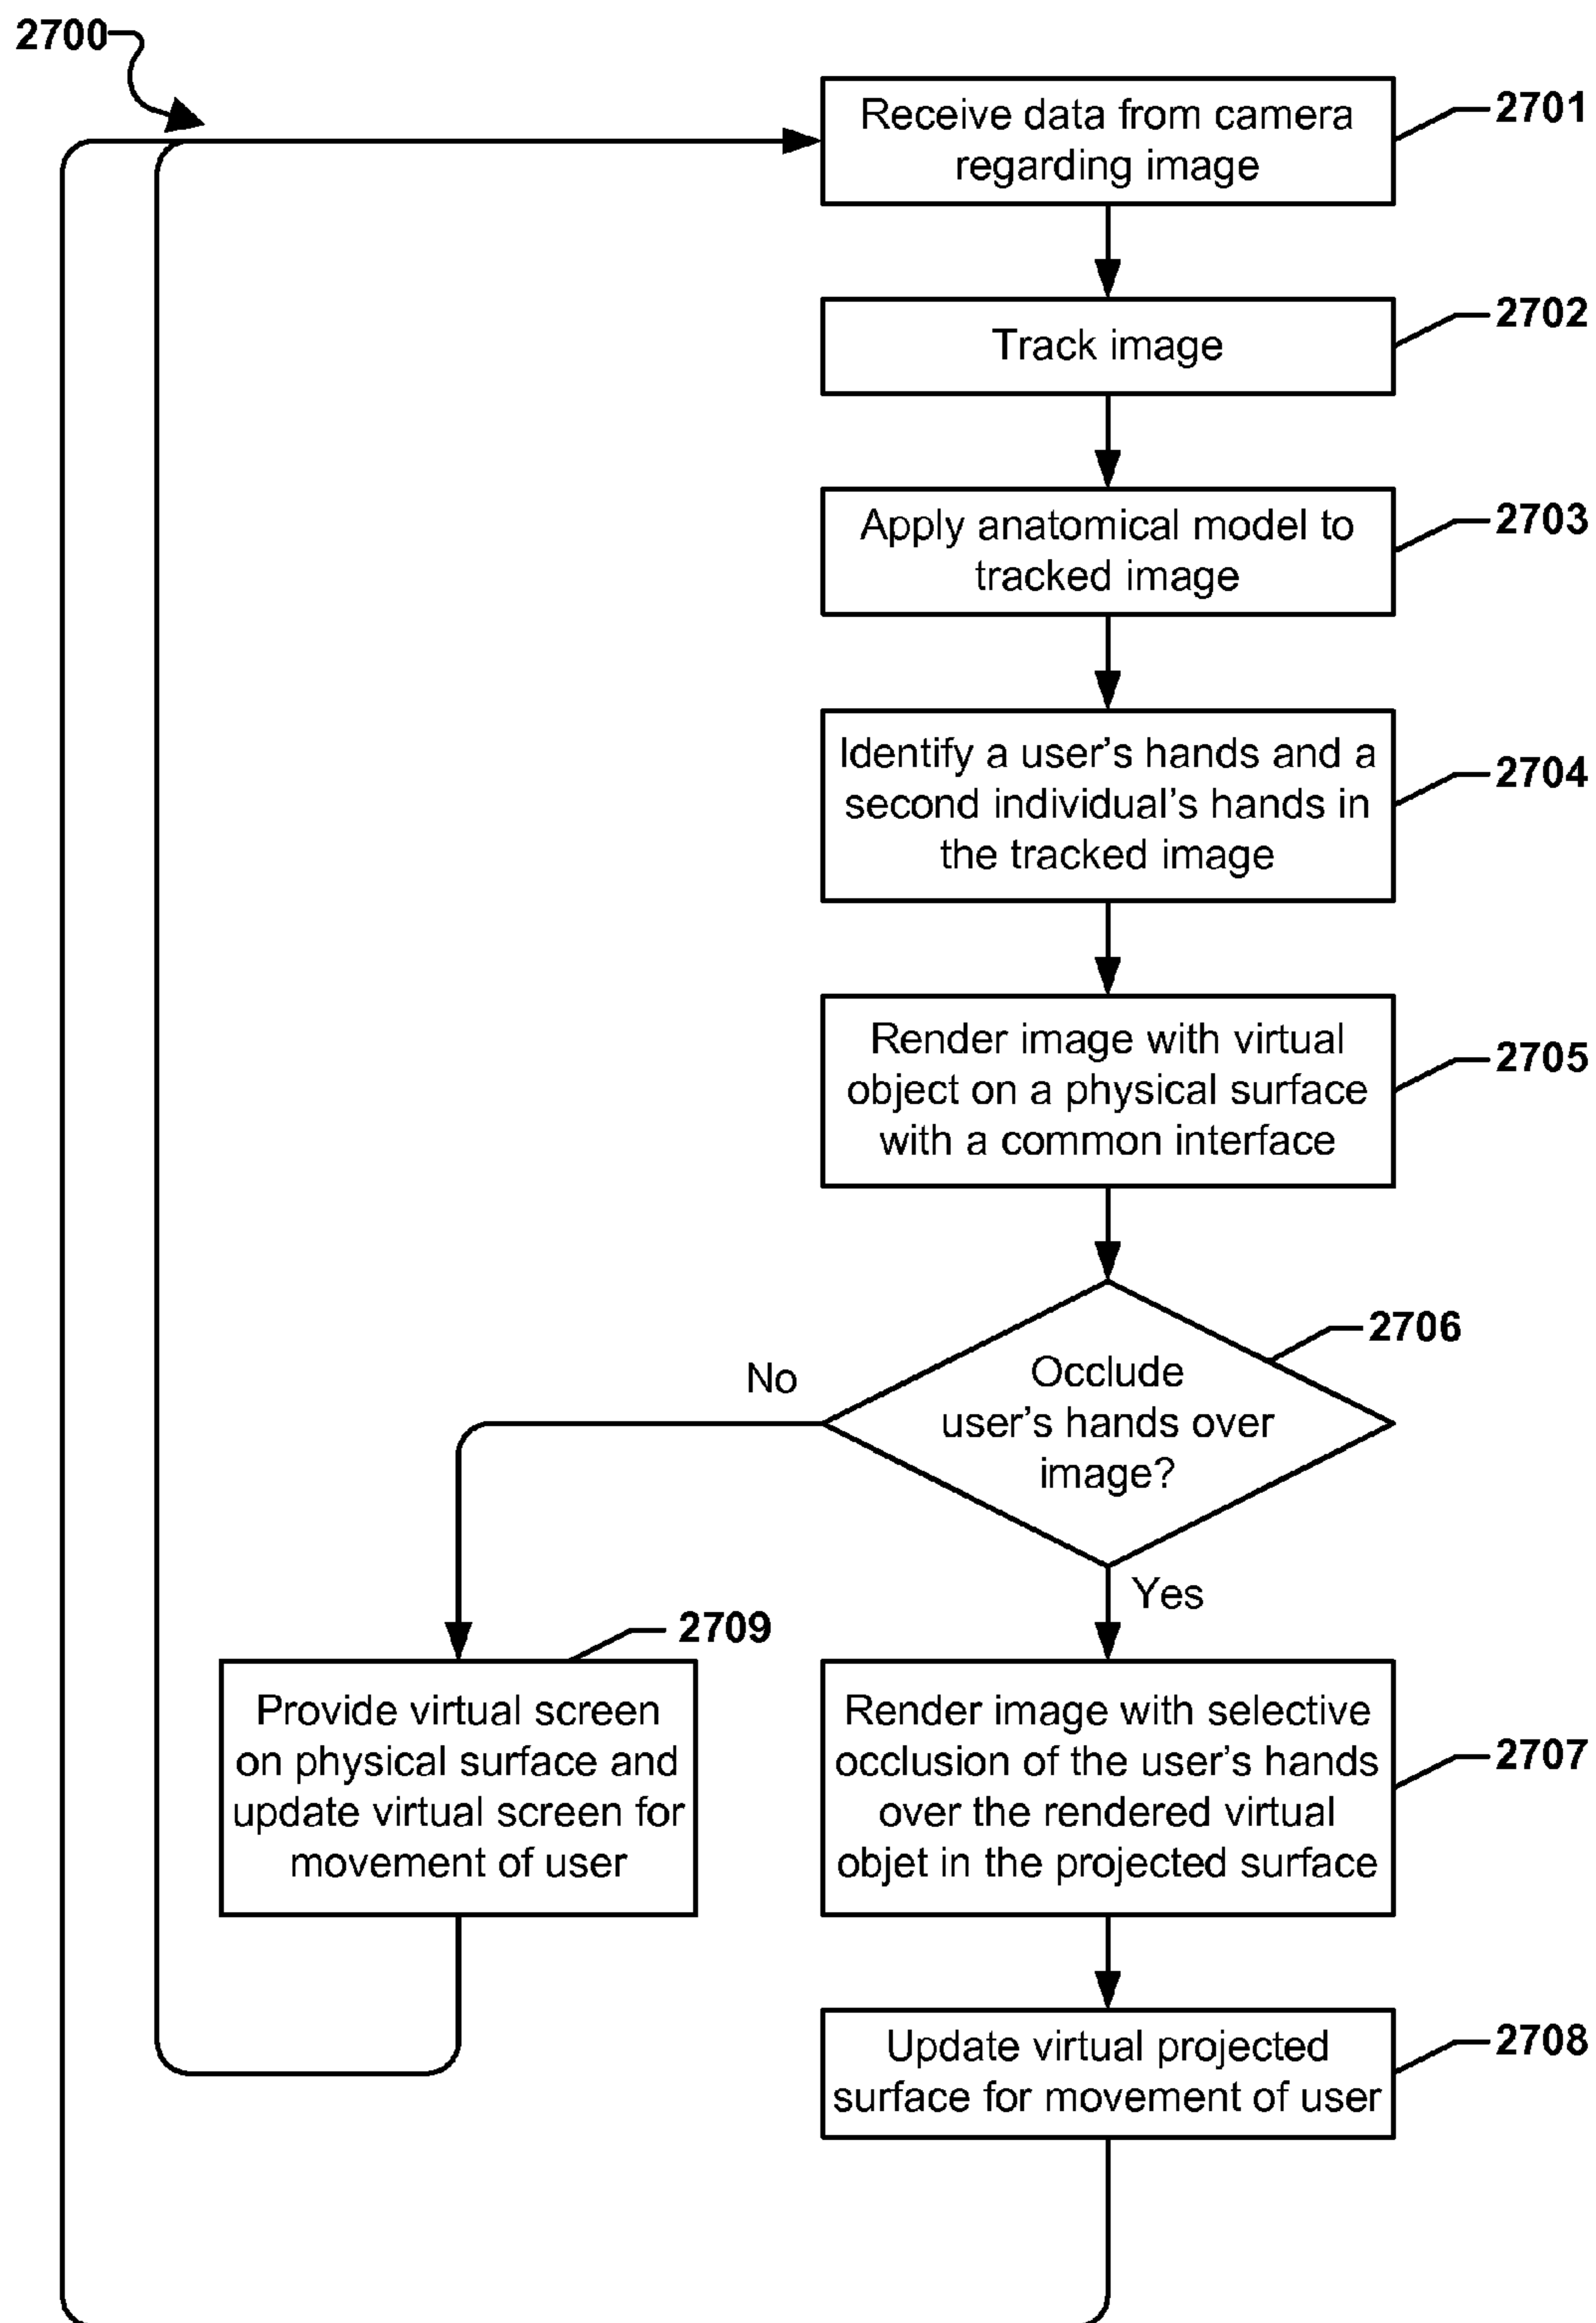 2700
Receive data from camera
regarding image
2701
Track image
2702
Apply anatomical model to
tracked image
2703
Identify a user's hands and a
second individual's hands in
the tracked image
2704
Render image with virtual
object on a physical surface
with a common interface
2705
Occlude
user's hands over
image?
2706
No
Yes
2709
Provide virtual screen
on physical surface and
update virtual screen for
movement of user
Render image with selective
occlusion of the user's hands
over the rendered virtual
objet in the projected surface
2707
Update virtual projected
surface for movement of user
2708